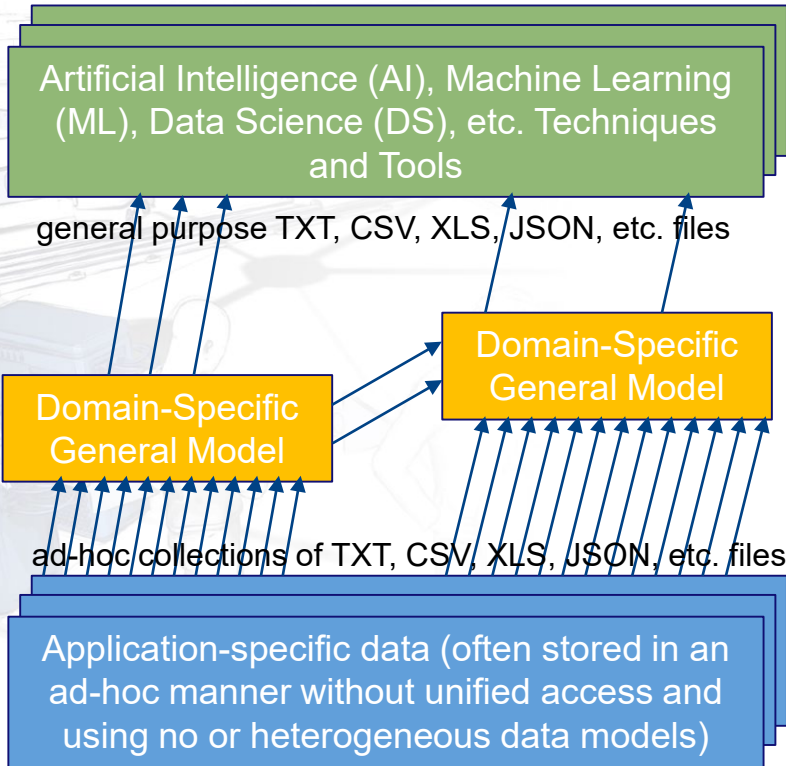 Artificial Intelligence (AI), Machine Learning
(ML), Data Science (DS), etc. Techniques
and Tools
general purpose TXT, CSV, XLS, JSON, etc. files
Domain-Specific
General Model
Domain-Specific
General Model
ad-hoc collections of TXT, CSV, XLS, JSON, etc. files
Application-specific data (often stored in an
ad-hoc manner without unified access and
using no or heterogeneous data models)